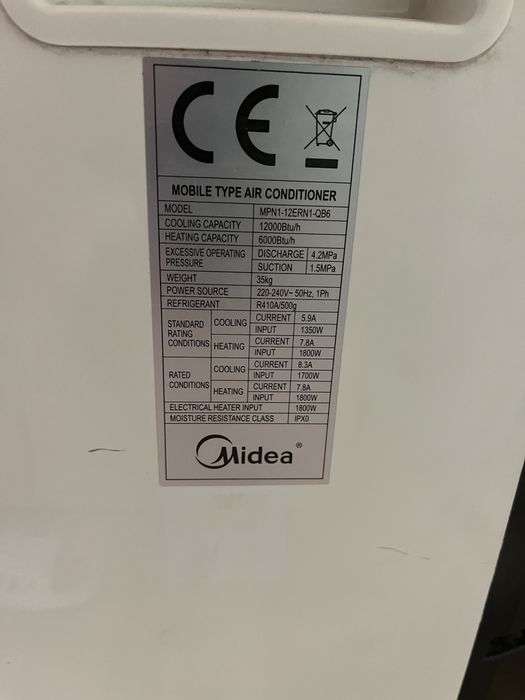 CE
MOBILE TYPE AIR CONDITIONER
MODEL MPN1-12ERN1-QB6
COOLING CAPACITY 12000Btu/h
HEATING CAPACITY 6000Btu/h
EXCESSIVE OPERATING PRESSURE DISCHARGE 4.2MPa
SUCTION 1.5MPa
WEIGHT 35kg
POWER SOURCE 220-240V~ 50Hz, 1Ph
REFRIGERANT R410A/500g
STANDARD RATING CONDITIONS COOLING CURRENT 5.9A
INPUT 1350W
HEATING CURRENT 7.8A
INPUT 1800W
RATED CONDITIONS COOLING CURRENT 8.3A
INPUT 1700W
HEATING CURRENT 7.8A
INPUT 1800W
ELECTRICAL HEATER INPUT 1800W
MOISTURE RESISTANCE CLASS IPX0
Midea ®